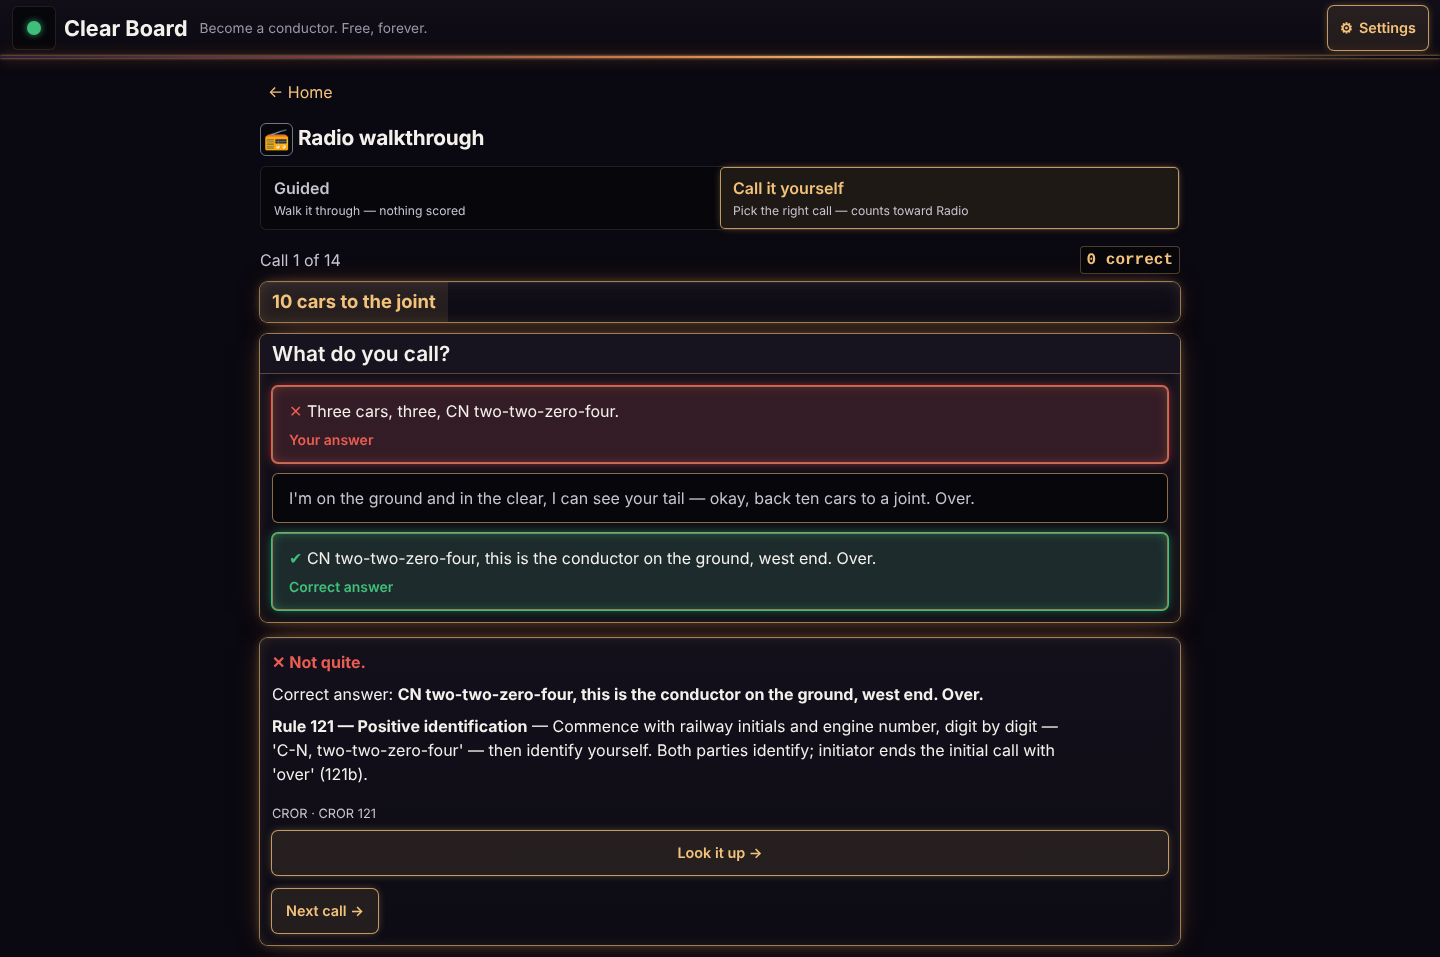 Clear Board
Become a conductor. Free, forever.
⚙ Settings
← Home
Radio walkthrough
Guided
Walk it through — nothing scored
Call it yourself
Pick the right call — counts toward Radio
Call 1 of 14
0 correct
10 cars to the joint
What do you call?
✕ Three cars, three, CN two-two-zero-four.
Your answer
I'm on the ground and in the clear, I can see your tail — okay, back ten cars to a joint. Over.
✔ CN two-two-zero-four, this is the conductor on the ground, west end. Over.
Correct answer
✕ Not quite.
Correct answer: CN two-two-zero-four, this is the conductor on the ground, west end. Over.
Rule 121 — Positive identification — Commence with railway initials and engine number, digit by digit —
'C-N, two-two-zero-four' — then identify yourself. Both parties identify; initiator ends the initial call with
'over' (121b).
CROR · CROR 121
Look it up →
Next call →